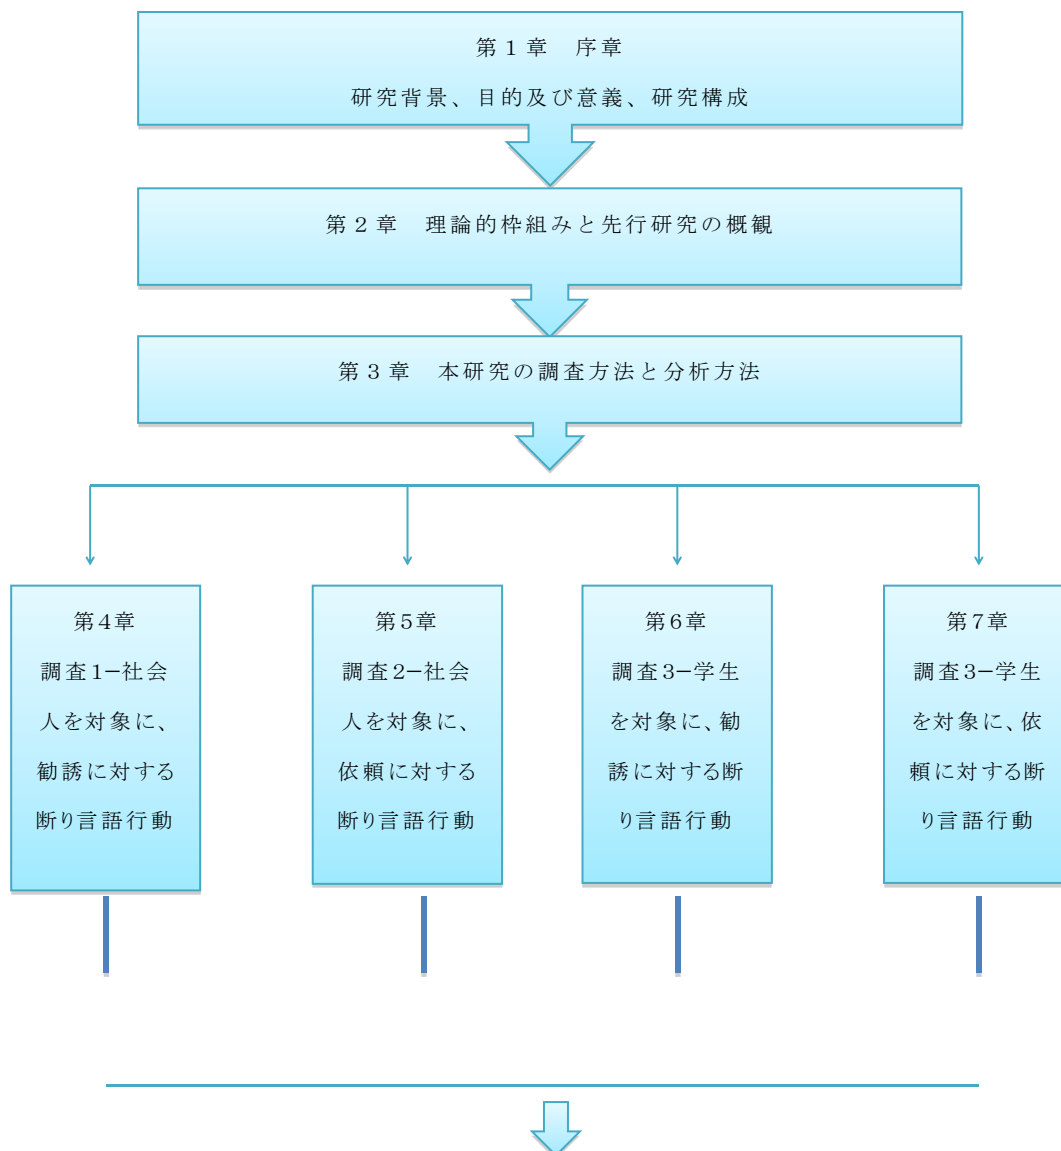 第１章　序章
研究背景、目的及び意義、研究構成
第２章　理論的枠組みと先行研究の概観
第３章　本研究の調査方法と分析方法
第4章
調査1−社会
人を対象に、
勧誘に対する
断り言語行動
第5章
調査2−社会
人を対象に、
依頼に対する
断り言語行動
第6章
調査3−学生
を対象に、勧
誘に対する断
り言語行動
第7章
調査3−学生
を対象に、依
頼に対する断
り言語行動